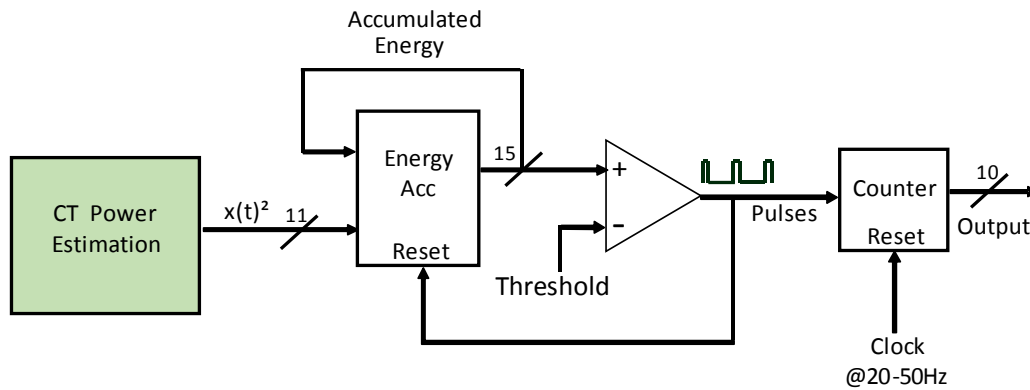 Accumulated
Energy
CT Power
Estimation
x(t)²
11
Energy
Acc
Reset
15
+
-
Threshold
Pulses
Counter
Reset
10
Output
Clock
@20-50Hz